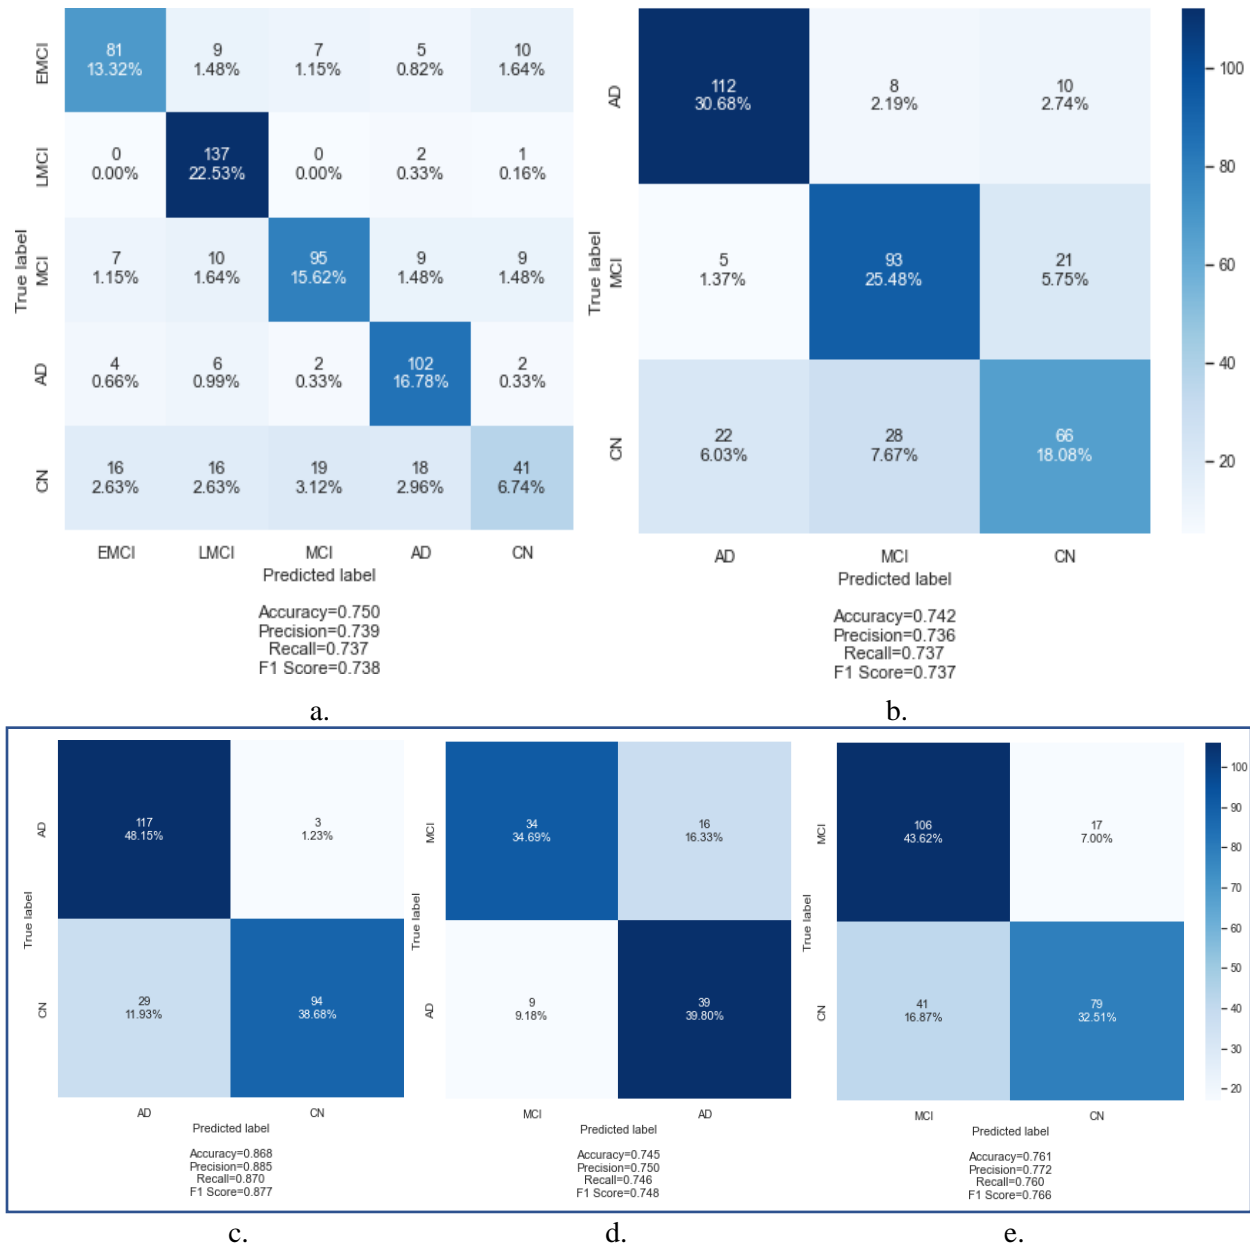 EMCI
81 9 7 5 10
13.32% 1.48% 1.15% 0.82% 1.64%
LMCI
0 137 0 2 1
0.00% 22.53% 0.00% 0.33% 0.16%
True label
MCI
7 10 95 9 9
1.15% 1.64% 15.62% 1.48% 1.48%
AD
4 6 2 102 2
0.66% 0.99% 0.33% 16.78% 0.33%
CN
16 16 19 18 41
2.63% 2.63% 3.12% 2.96% 6.74%
EMCI LMCI MCI AD CN
Predicted label
Accuracy=0.750
Precision=0.739
Recall=0.737
F1 Score=0.738
a.
AD
112 8 10
30.68% 2.19% 2.74%
True label
MCI
5 93 21
1.37% 25.48% 5.75%
CN
22 28 66
6.03% 7.67% 18.08%
AD MCI CN
Predicted label
Accuracy=0.742
Precision=0.736
Recall=0.737
F1 Score=0.737
b.
100
80
60
40
20
AD
117 3
48.15% 1.23%
True label
CN
29 94
11.93% 38.68%
AD CN
Predicted label
Accuracy=0.868
Precision=0.885
Recall=0.870
F1 Score=0.877
c.
MCI
34 16
34.69% 16.33%
True label
AD
9 39
9.18% 39.80%
MCI AD
Predicted label
Accuracy=0.745
Precision=0.750
Recall=0.746
F1 Score=0.748
d.
MCI
106 17
43.62% 7.00%
True label
CN
41 79
16.87% 32.51%
MCI CN
Predicted label
Accuracy=0.761
Precision=0.772
Recall=0.760
F1 Score=0.766
e.
100
90
80
70
60
50
40
30
20